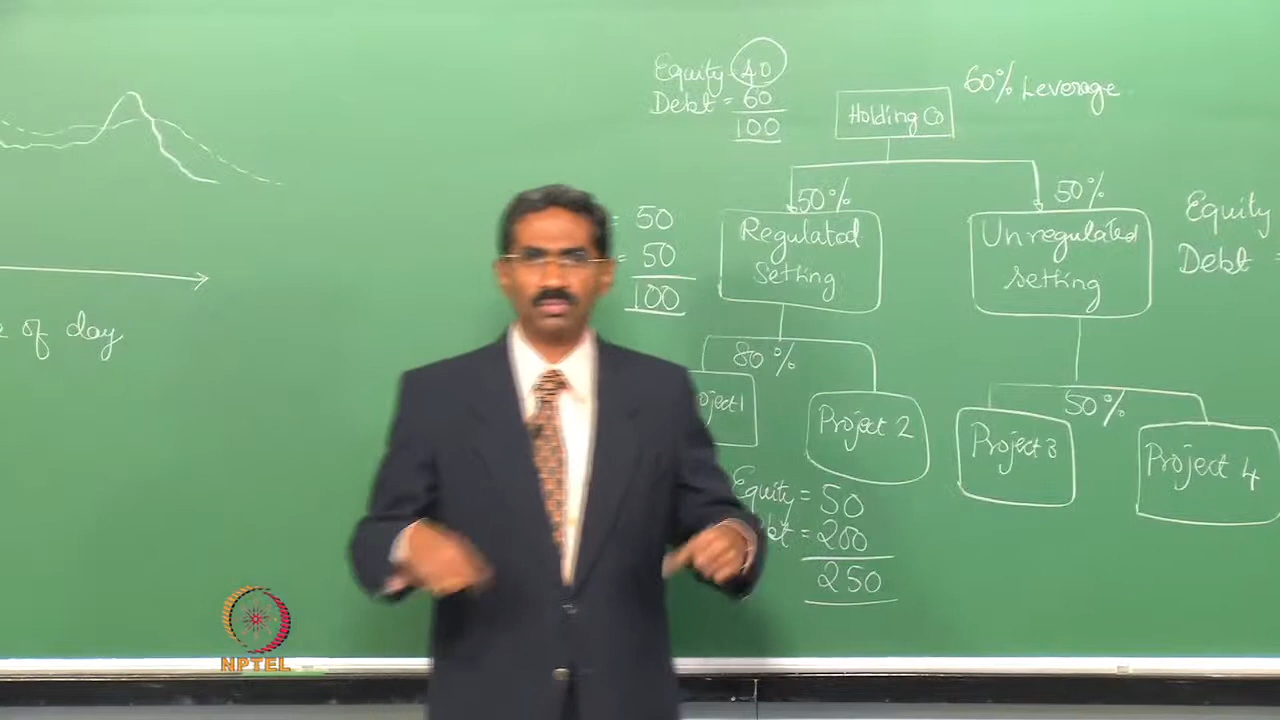 Equity = 40
Debt = 60
100
Holding Co
60% Leverage
50%
50%
= 50
= 50
100
Regulated
Setting
Unregulated
Setting
Equity
Debt =
of day
80%
50%
Project 2
Project 3
Project 4
Equity = 50
= 200
250
NPTEL